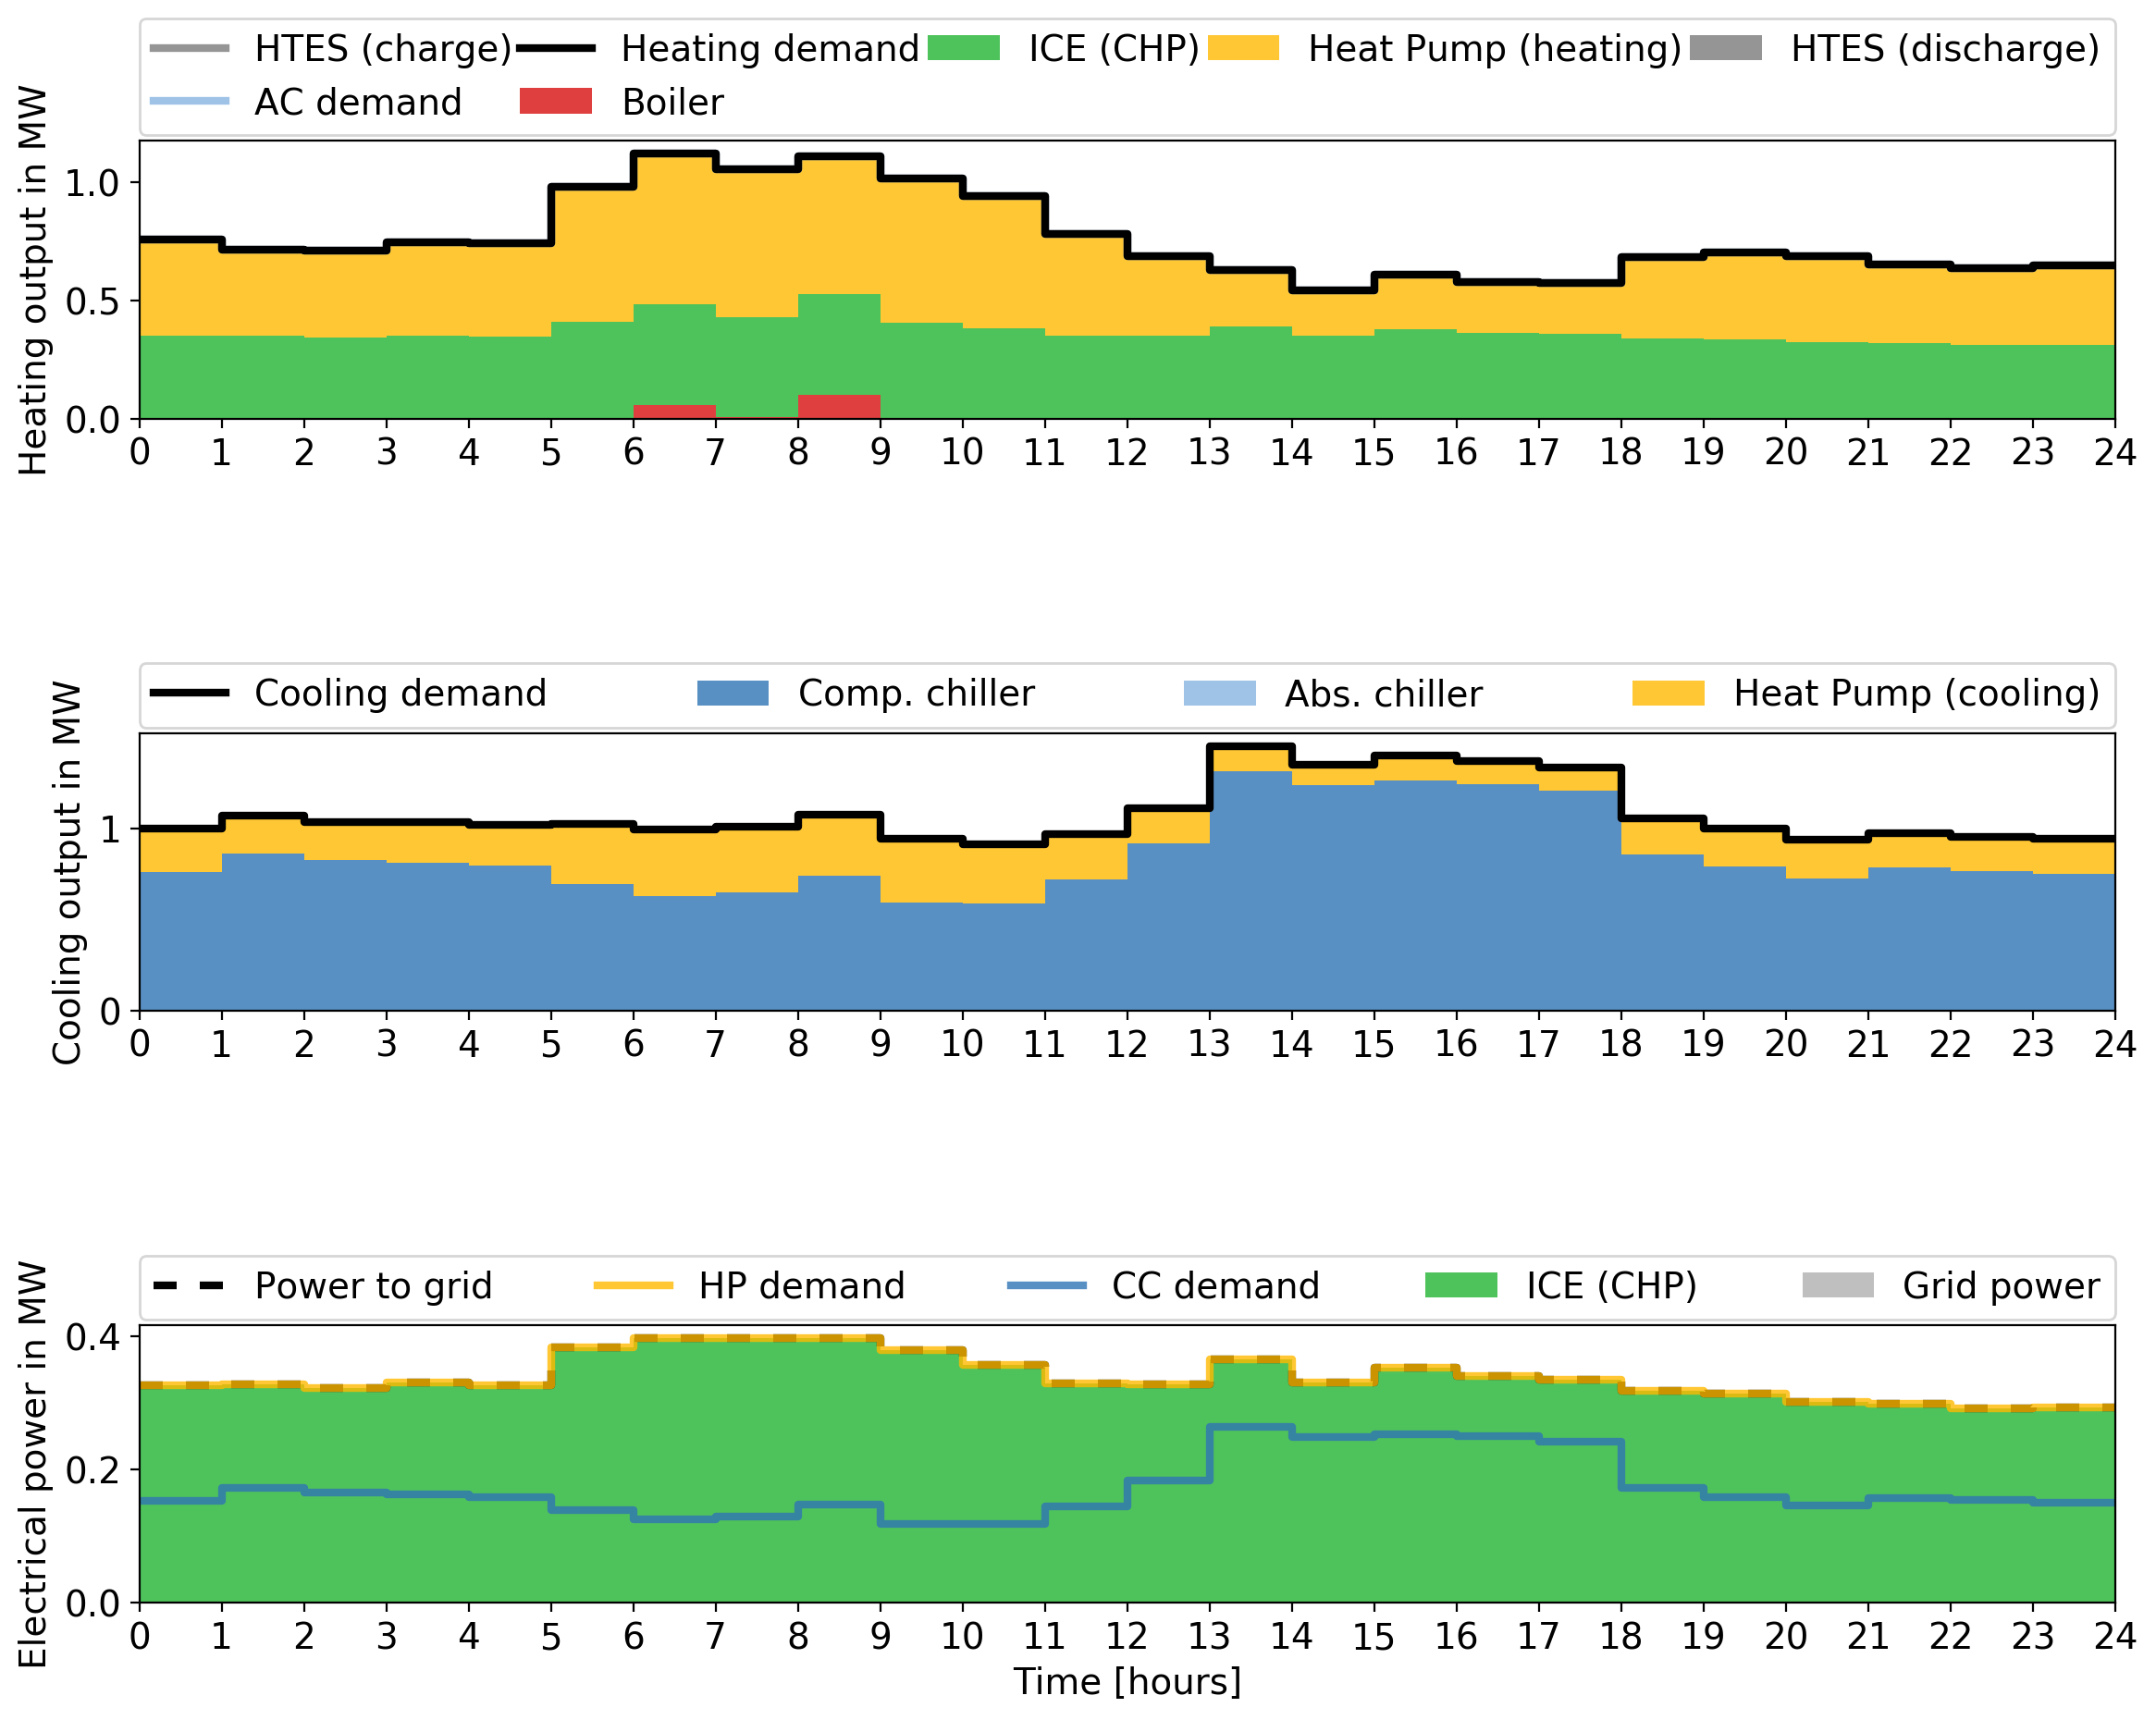 HTES (charge) Heating demand ICE (CHP) Heat Pump (heating) HTES (discharge)
AC demand Boiler
Heating output in MW
1.0
0.5
0.0
0 1 2 3 4 5 6 7 8 9 10 11 12 13 14 15 16 17 18 19 20 21 22 23 24
Cooling demand Comp. chiller Abs. chiller Heat Pump (cooling)
Cooling output in MW
1
0
0 1 2 3 4 5 6 7 8 9 10 11 12 13 14 15 16 17 18 19 20 21 22 23 24
Power to grid HP demand CC demand ICE (CHP) Grid power
Electrical power in MW
0.4
0.2
0.0
0 1 2 3 4 5 6 7 8 9 10 11 12 13 14 15 16 17 18 19 20 21 22 23 24
Time [hours]